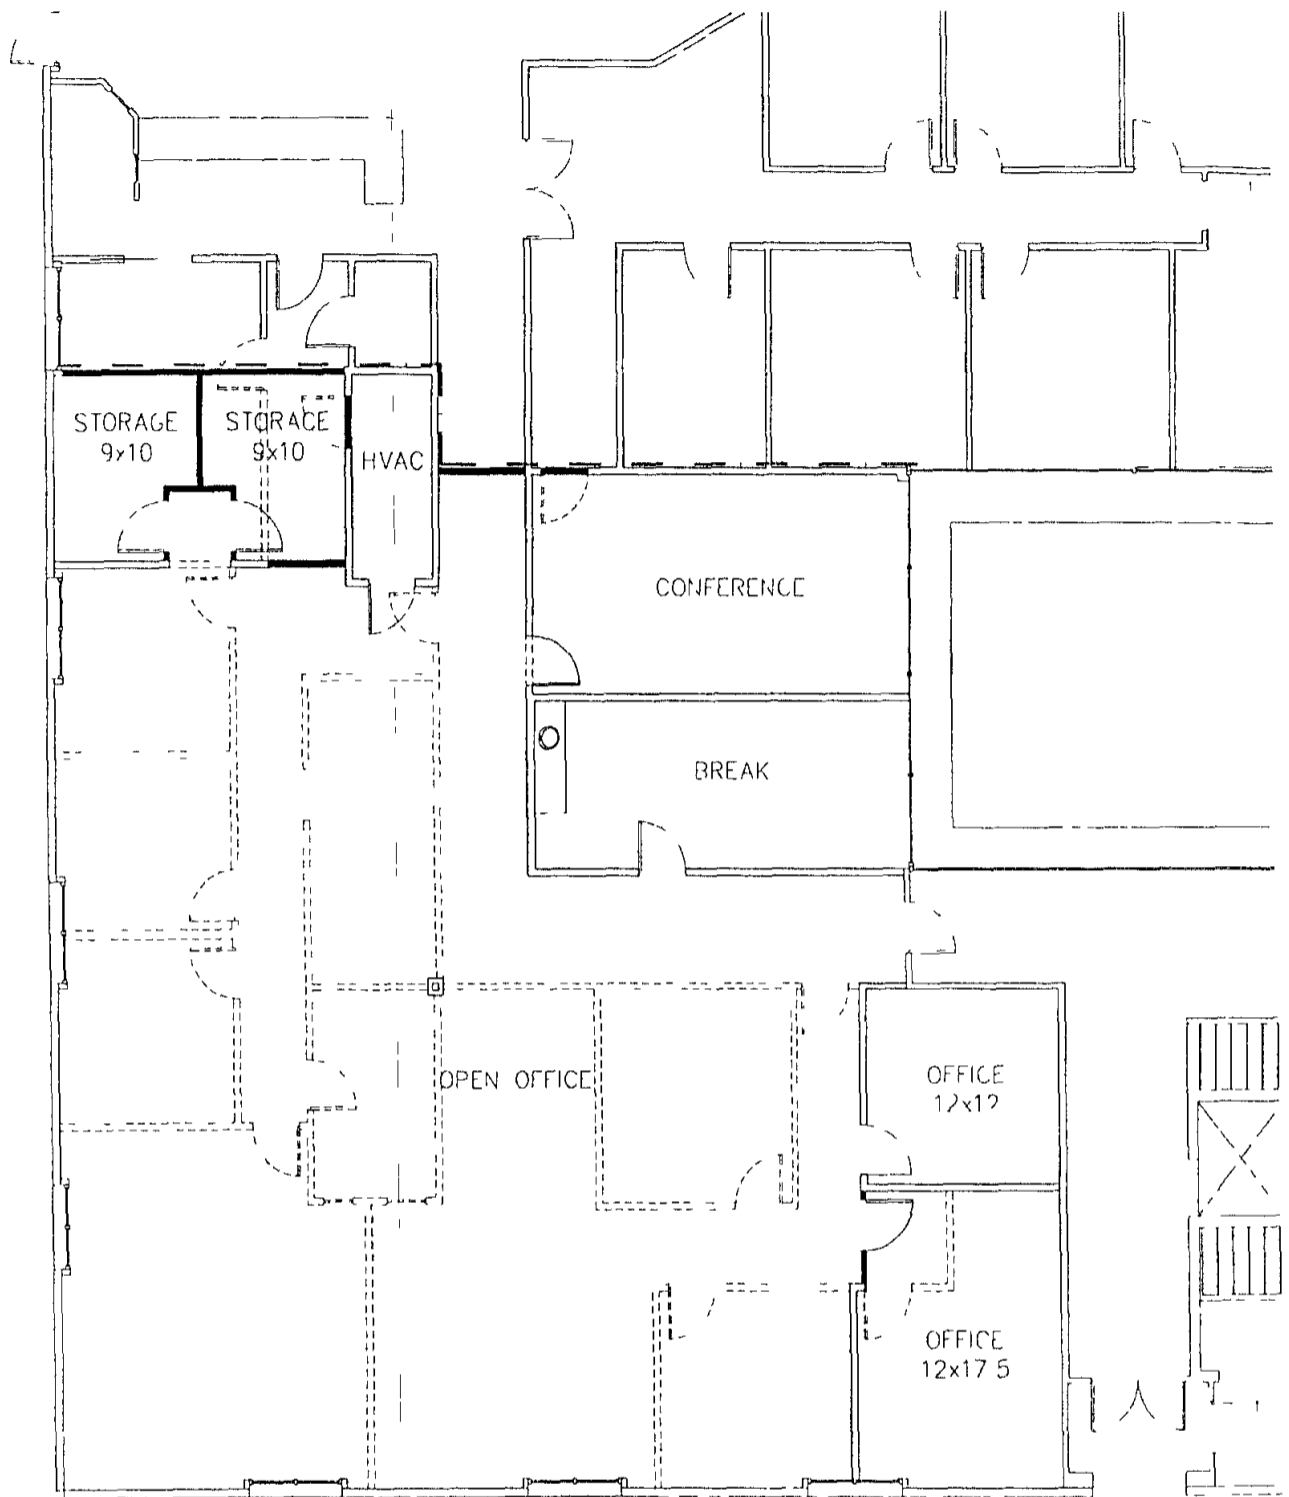 STORAGE
9x10
STORAGE
9x10
HVAC
CONFERENCE
BREAK
OPEN OFFICE
OFFICE
12x12
OFFICE
12x17 5